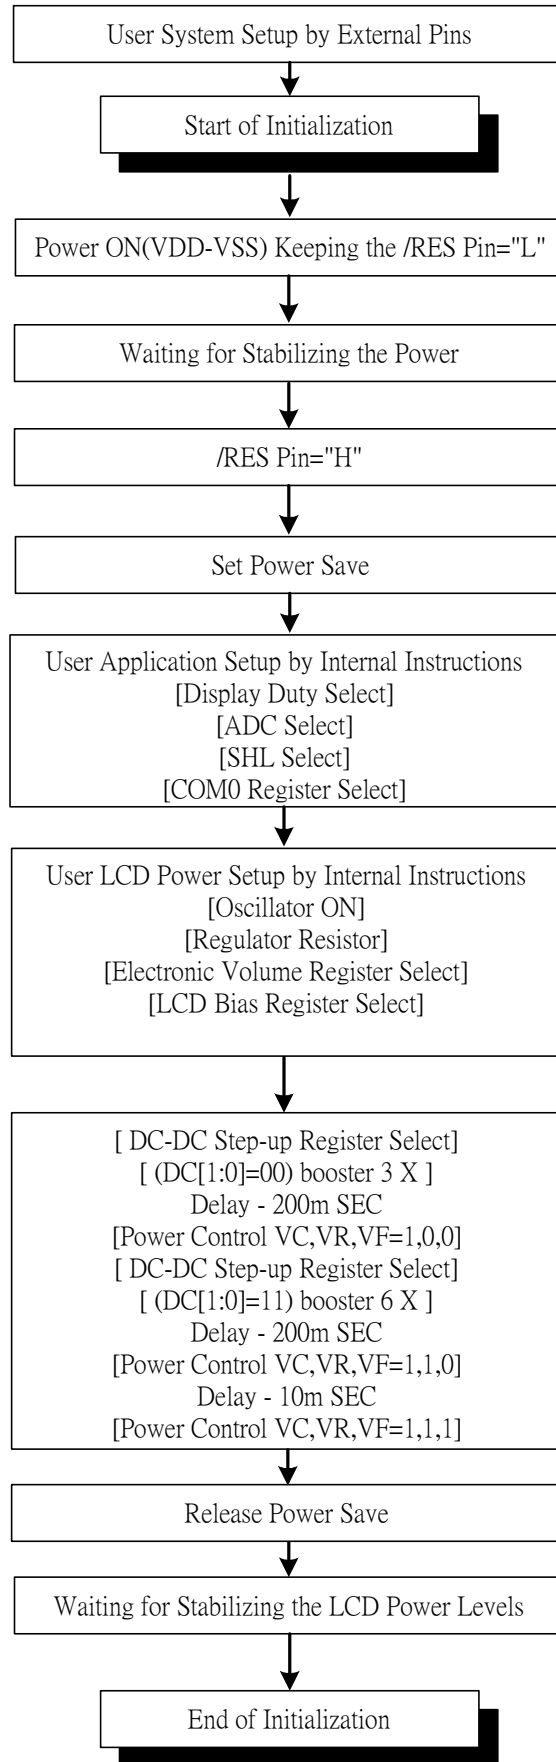 User System Setup by External Pins
Start of Initialization
Power ON(VDD-VSS) Keeping the /RES Pin="L"
Waiting for Stabilizing the Power
/RES Pin="H"
Set Power Save
User Application Setup by Internal Instructions
[Display Duty Select]
[ADC Select]
[SHL Select]
[COM0 Register Select]
User LCD Power Setup by Internal Instructions
[Oscillator ON]
[Regulator Resistor]
[Electronic Volume Register Select]
[LCD Bias Register Select]
[ DC-DC Step-up Register Select]
[ (DC[1:0]=00) booster 3 X ]
Delay - 200m SEC
[Power Control VC,VR,VF=1,0,0]
[ DC-DC Step-up Register Select]
[ (DC[1:0]=11) booster 6 X ]
Delay - 200m SEC
[Power Control VC,VR,VF=1,1,0]
Delay - 10m SEC
[Power Control VC,VR,VF=1,1,1]
Release Power Save
Waiting for Stabilizing the LCD Power Levels
End of Initialization